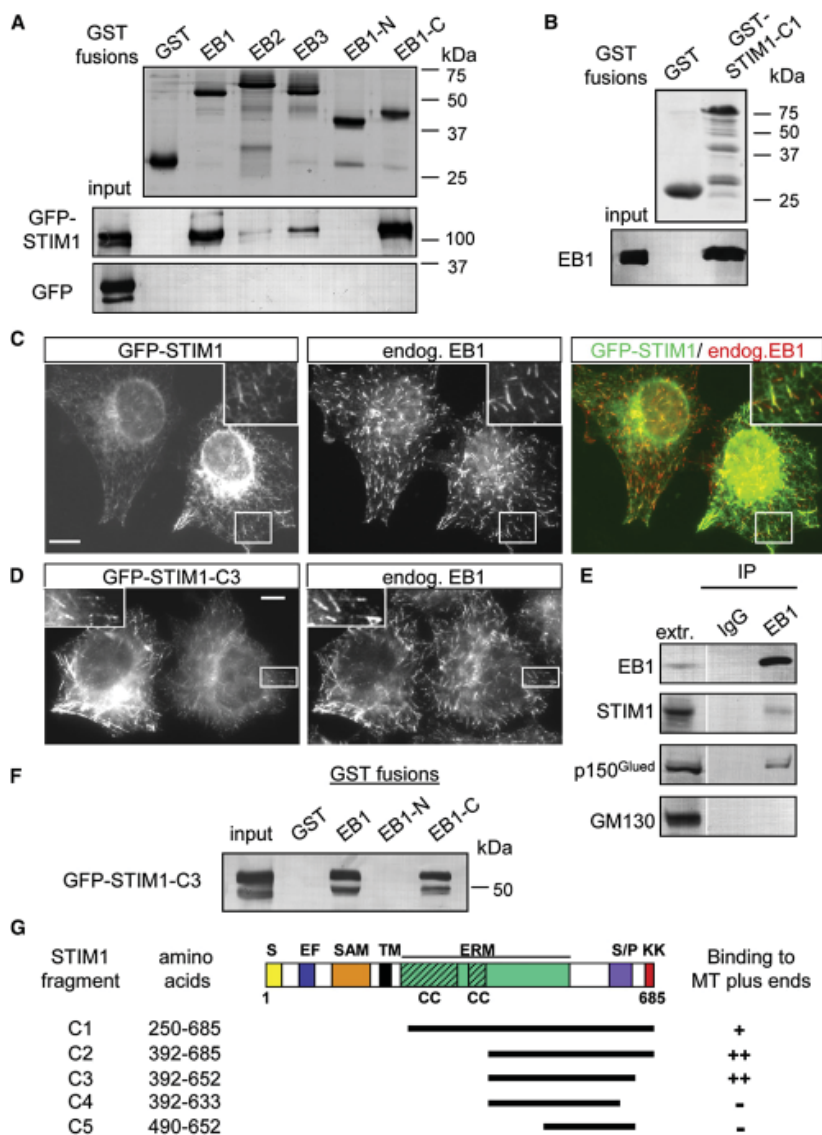 A
GST fusions
GST
EB1
EB2
EB3
EB1-N
EB1-C
kDa
75
50
37
25
input
GFP-STIM1
100
37
GFP
B
GST fusions
GST
GST-STIM1-C1
kDa
75
50
37
25
input
EB1
C
GFP-STIM1
endog. EB1
GFP-STIM1/ endog.EB1
D
GFP-STIM1-C3
endog. EB1
E
IP
extr.
IgG
EB1
EB1
STIM1
p150Glued
GM130
F
GST fusions
input
GST
EB1
EB1-N
EB1-C
kDa
GFP-STIM1-C3
50
G
STIM1 fragment
amino acids
S EF SAM TM ERM S/P KK
1 CC CC 685
Binding to MT plus ends
C1 250-685 +
C2 392-685 ++
C3 392-652 ++
C4 392-633 -
C5 490-652 -